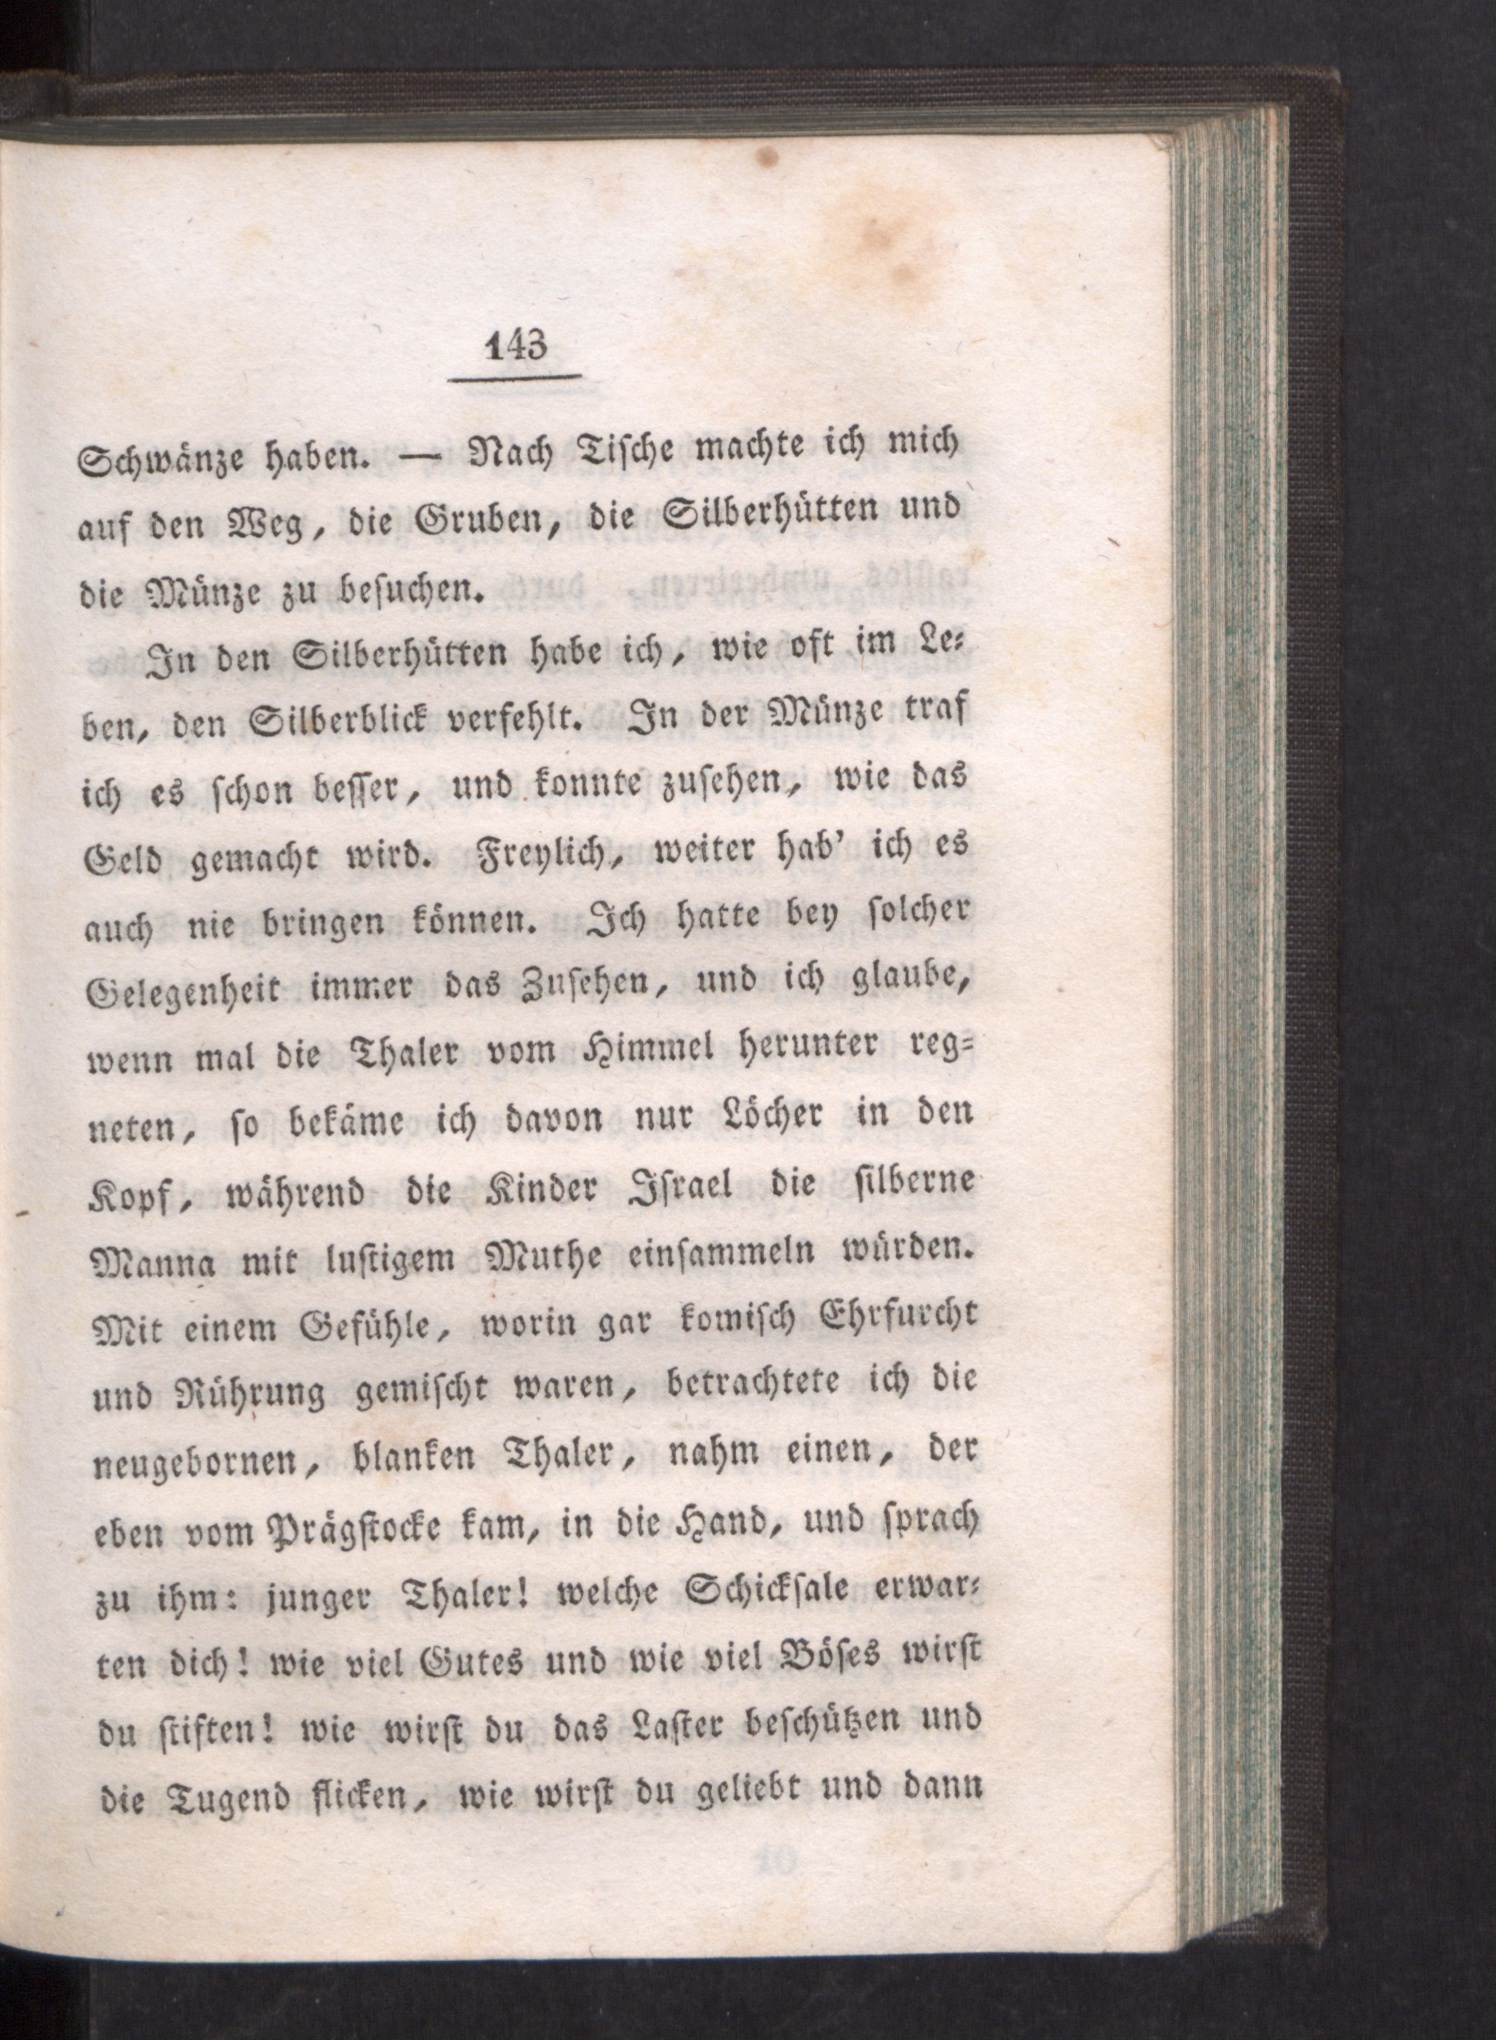 143
Schwänze haben. — Nach Tiſche machte ich mich
auf den Weg, die Gruben, die Silberhütten und
die Münze zu beſuchen.
In den Silberhütten habe ich, wie oft im Le⸗
ben, den Silberblick verfehlt. In der Münze traf
ich es ſchon beſſer, und konnte zuſehen, wie das
Geld gemacht wird. Freylich, weiter hab’ ich es
auch nie bringen können. Ich hatte bey ſolcher
Gelegenheit immer das Zuſehen, und ich glaube,
wenn mal die Thaler vom Himmel herunter reg⸗
neten, ſo bekäme ich davon nur Löcher in den
Kopf, während die Kinder Iſrael die ſilberne
Manna mit luſtigem Muthe einſammeln würden.
Mit einem Gefühle, worin gar komiſch Ehrfurcht
und Rührung gemiſcht waren, betrachtete ich die
neugebornen, blanken Thaler, nahm einen, der
eben vom Prägſtocke kam, in die Hand, und ſprach
zu ihm: junger Thaler! welche Schickſale erwar⸗
ten dich! wie viel Gutes und wie viel Böſes wirſt
du ſtiften! wie wirſt du das Laſter beſchützen und
die Tugend flicken, wie wirſt du geliebt und dann